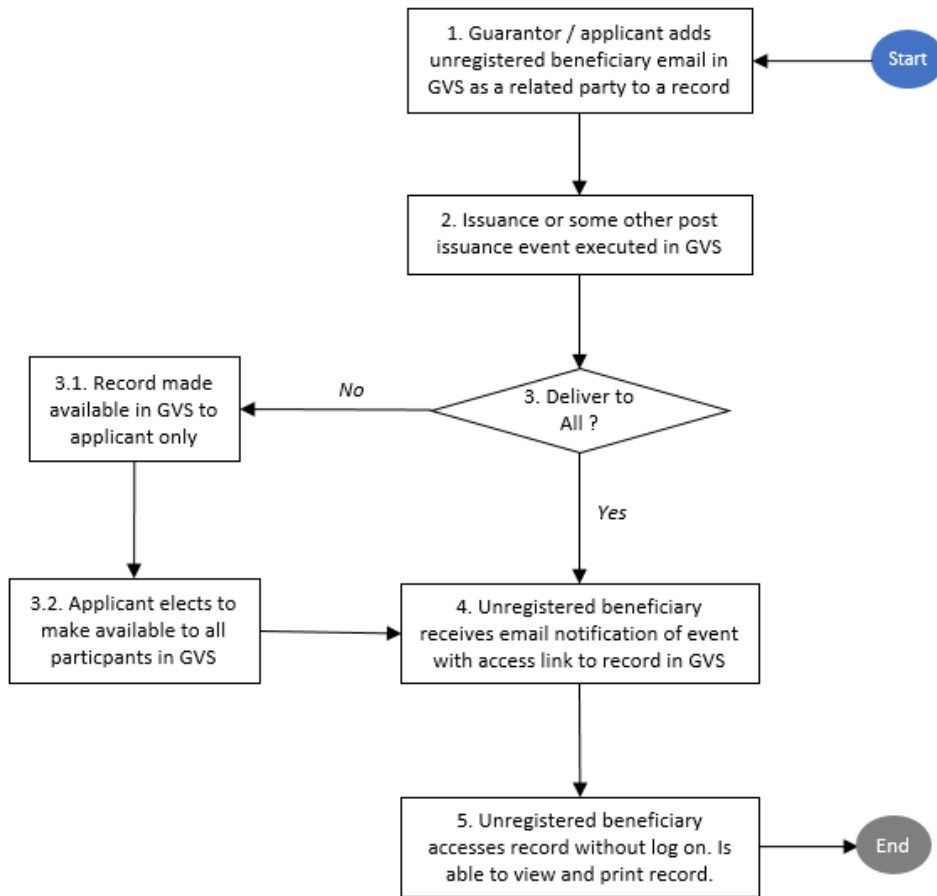 1. Guarantor / applicant adds
unregistered beneficiary email in
GVS as a related party to a record
Start
2. Issuance or some other post
issuance event executed in GVS
3. Deliver to
All ?
No
3.1. Record made
available in GVS to
applicant only
Yes
3.2. Applicant elects to
make available to all
particpants in GVS
4. Unregistered beneficiary
receives email notification of event
with access link to record in GVS
5. Unregistered beneficiary
accesses record without log on. Is
able to view and print record.
End